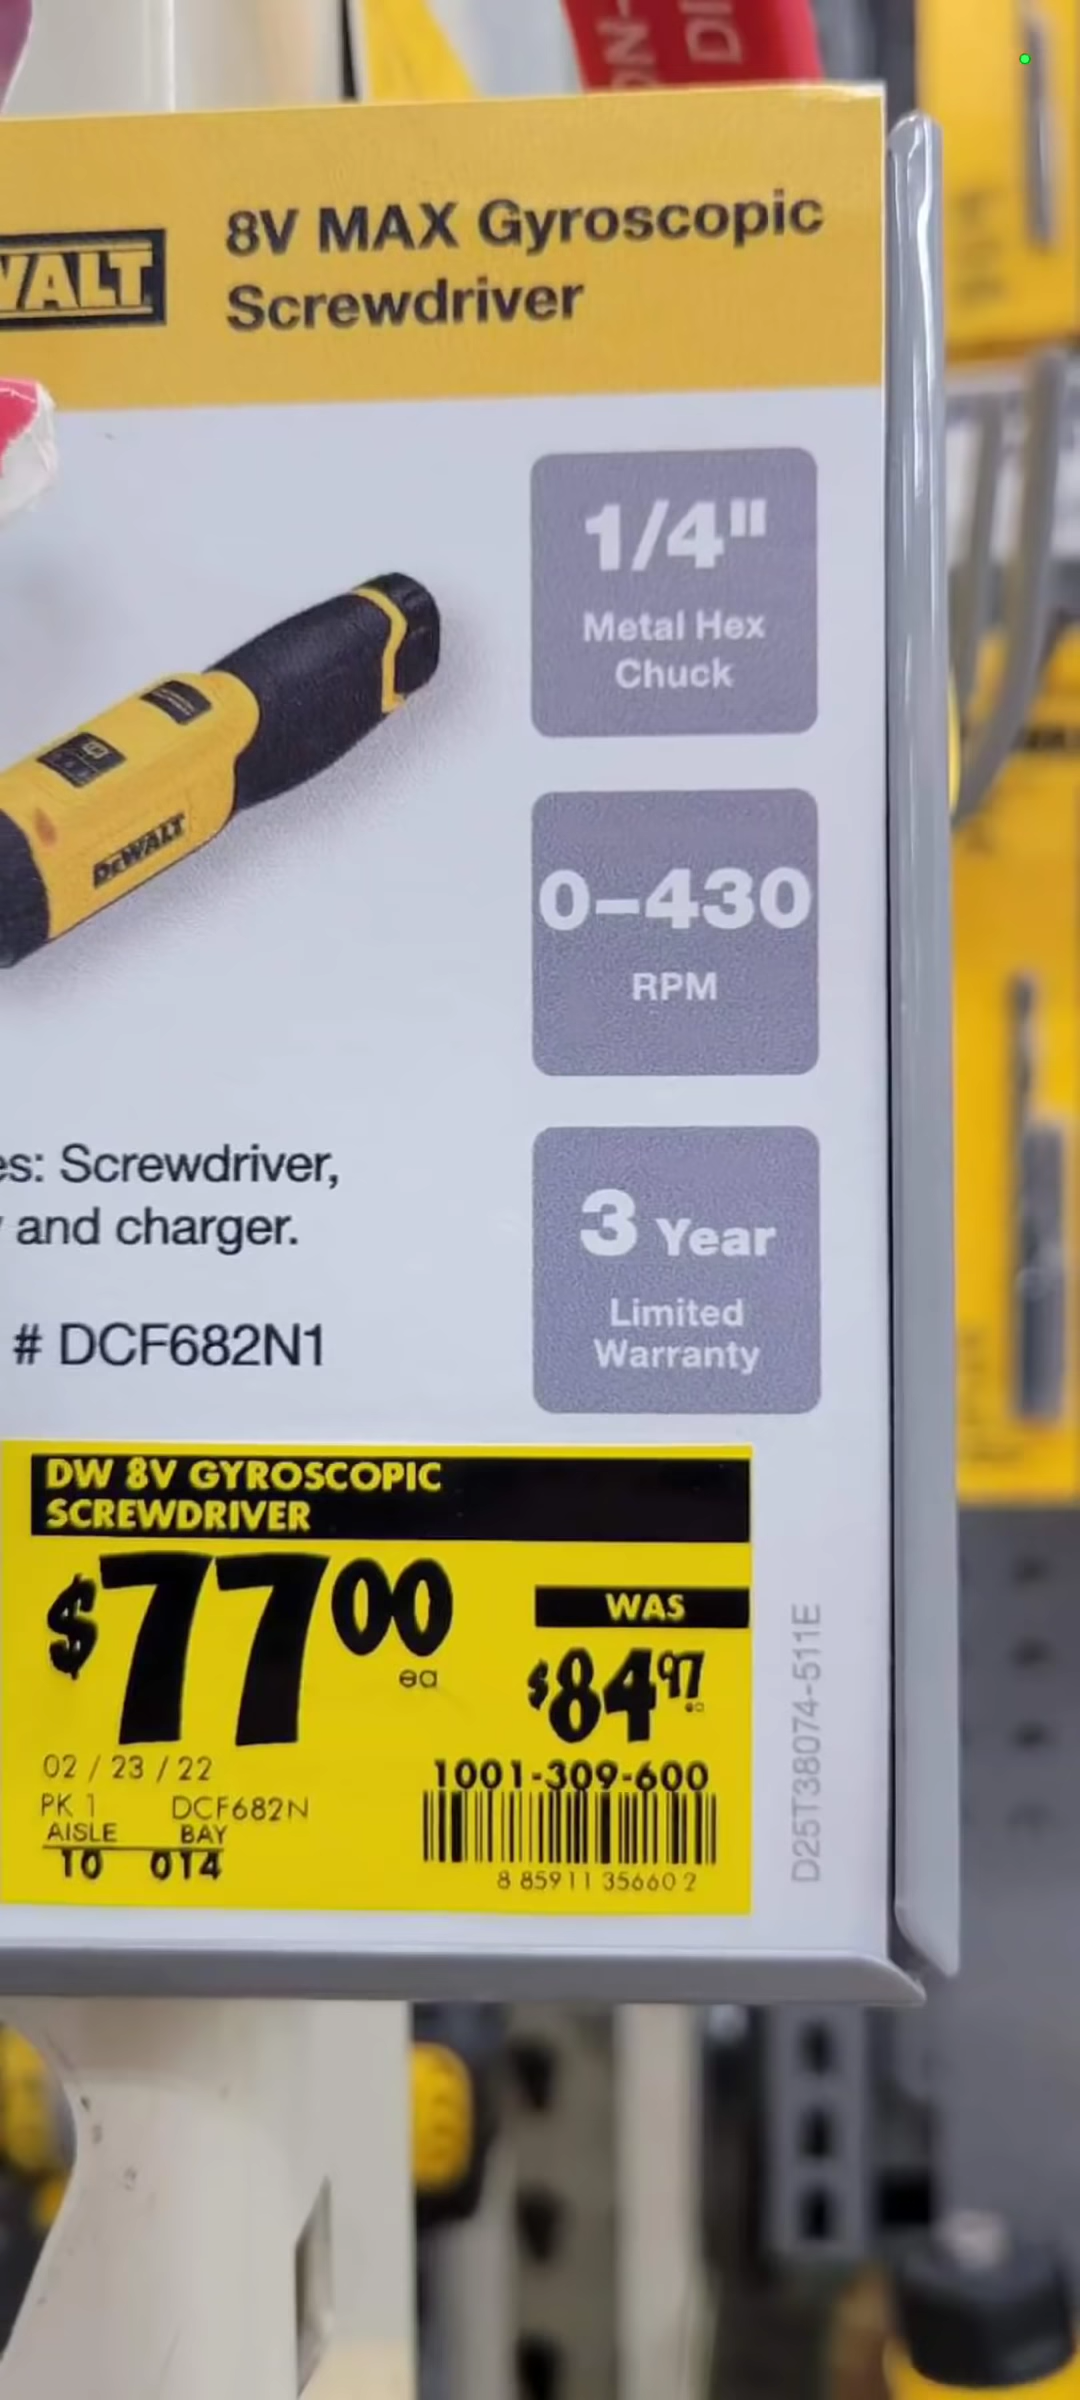 8V MAX Gyroscopic
Screwdriver
WALT
1/4"
Metal Hex
Chuck
DEWALT
0–430
RPM
es: Screwdriver,
and charger.
3 Year
Limited
Warranty
# DCF682N1
DW 8V GYROSCOPIC
SCREWDRIVER
$77 00
ea
WAS
$84 97
ea
02 / 23 / 22
1001-309-600
PK 1 DCF682N
AISLE BAY
10 014
8 85911 35660 2
D25T38074-511E